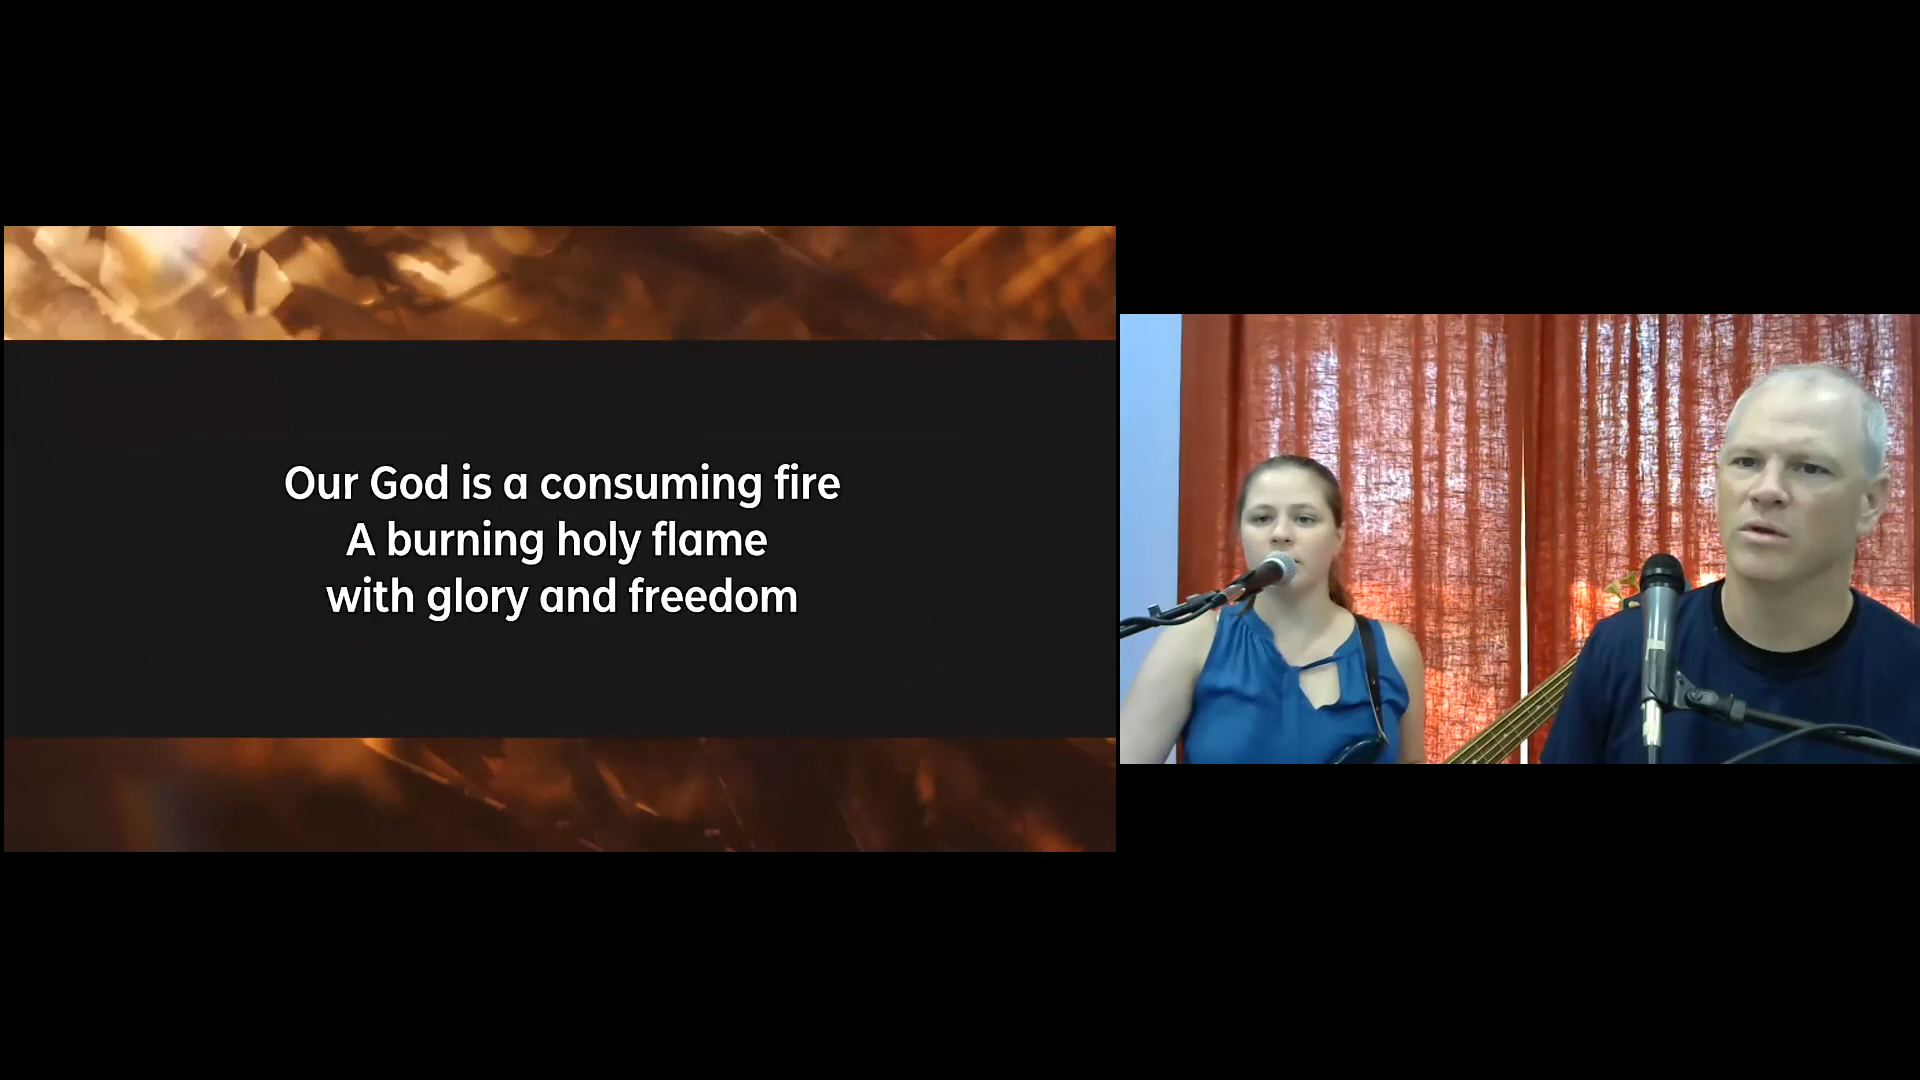 Our God is a consuming fire
A burning holy flame
with glory and freedom